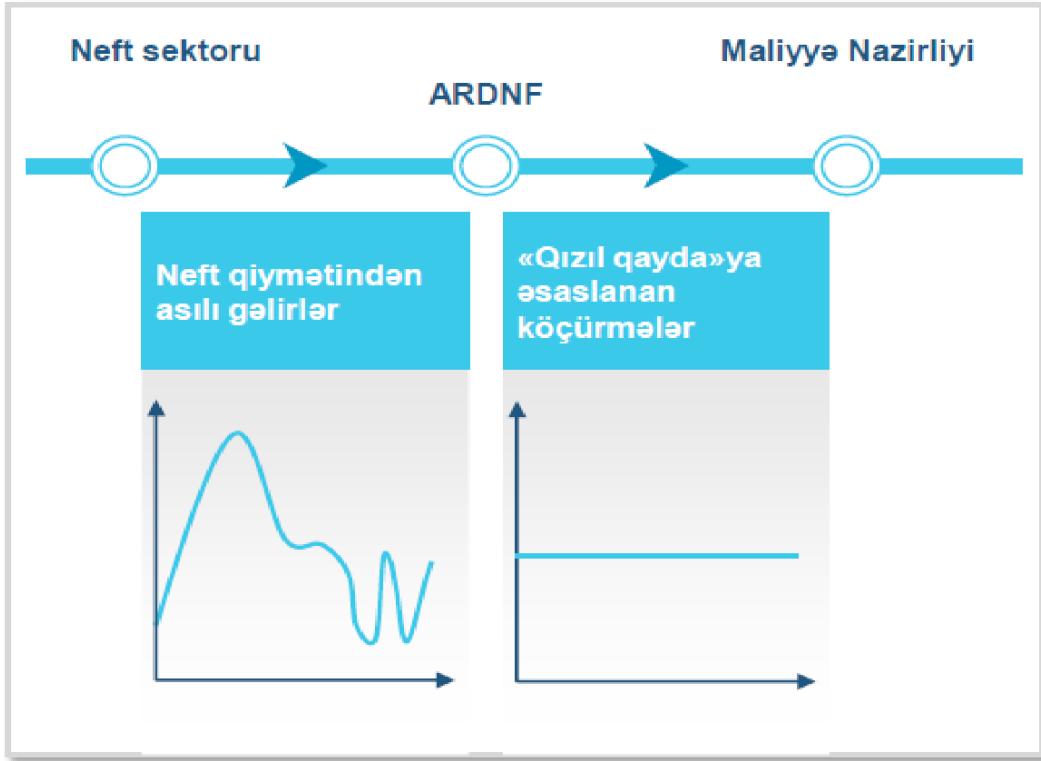 Neft sektoru
Maliyyə Nazirliyi
ARDNF
Neft qiymətindən
asılı gəlirlər
«Qızıl qayda»ya
əsaslanan
köçürmələr